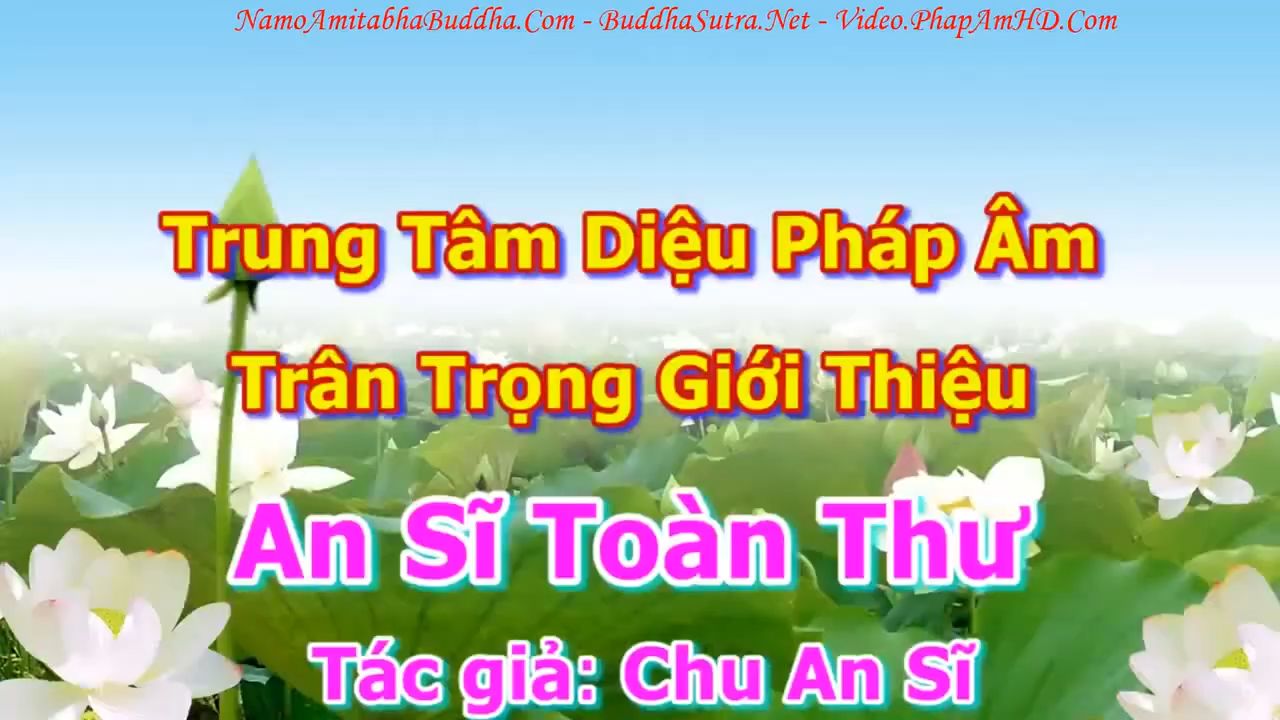 NamoAmitabhaBuddha.Com - BuddhaSutra.Net - Video.PhapAmHD.Com
Trung Tâm Diệu Pháp Âm
Trân Trọng Giới Thiệu
An Sĩ Toàn Thư
Tác giả: Chu An Sĩ